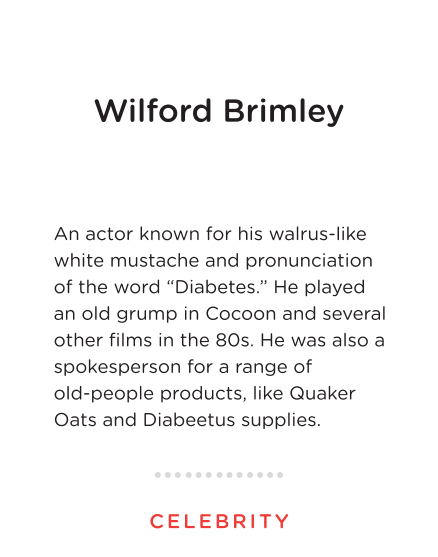 Wilford Brimley
An actor known for his walrus-like
white mustache and pronunciation
of the word “Diabetes.” He played
an old grump in Cocoon and several
other films in the 80s. He was also a
spokesperson for a range of
old-people products, like Quaker
Oats and Diabeetus supplies.
CELEBRITY